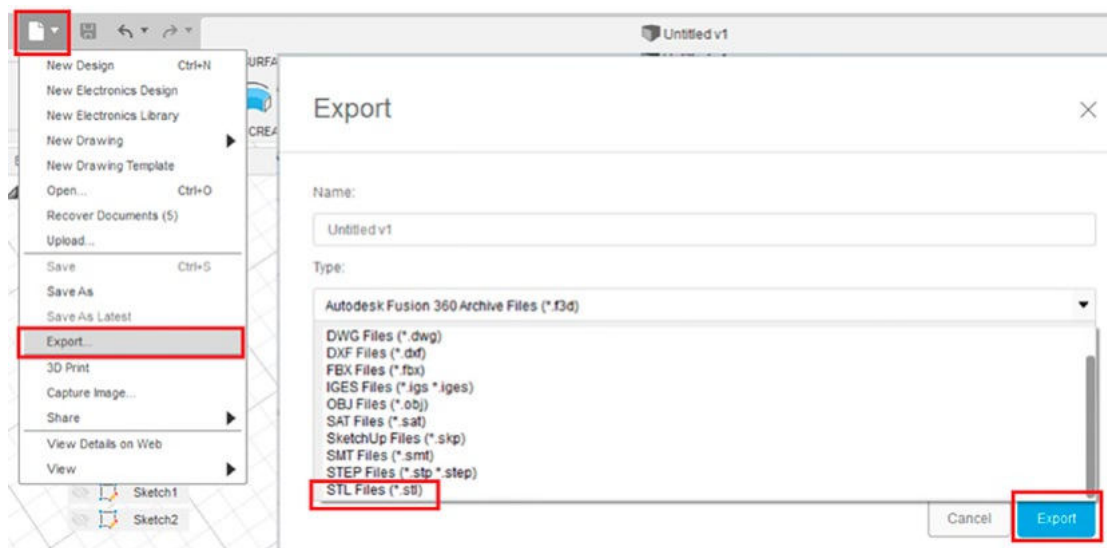 Untitled v1
New Design Ctrl+N
New Electronics Design
New Electronics Library
New Drawing
New Drawing Template
Open... Ctrl+O
Recover Documents (5)
Upload...
Save Ctrl+S
Save As
Save As Latest
Export...
3D Print
Capture Image...
Share
View Details on Web
View
Sketch1
Sketch2
Export
Name:
Untitled v1
Type:
Autodesk Fusion 360 Archive Files (*.f3d)
DWG Files (*.dwg)
DXF Files (*.dxf)
FBX Files (*.fbx)
IGES Files (*.igs *.iges)
OBJ Files (*.obj)
SAT Files (*.sat)
SketchUp Files (*.skp)
SMT Files (*.smt)
STEP Files (*.stp *.step)
STL Files (*.stl)
Cancel Export